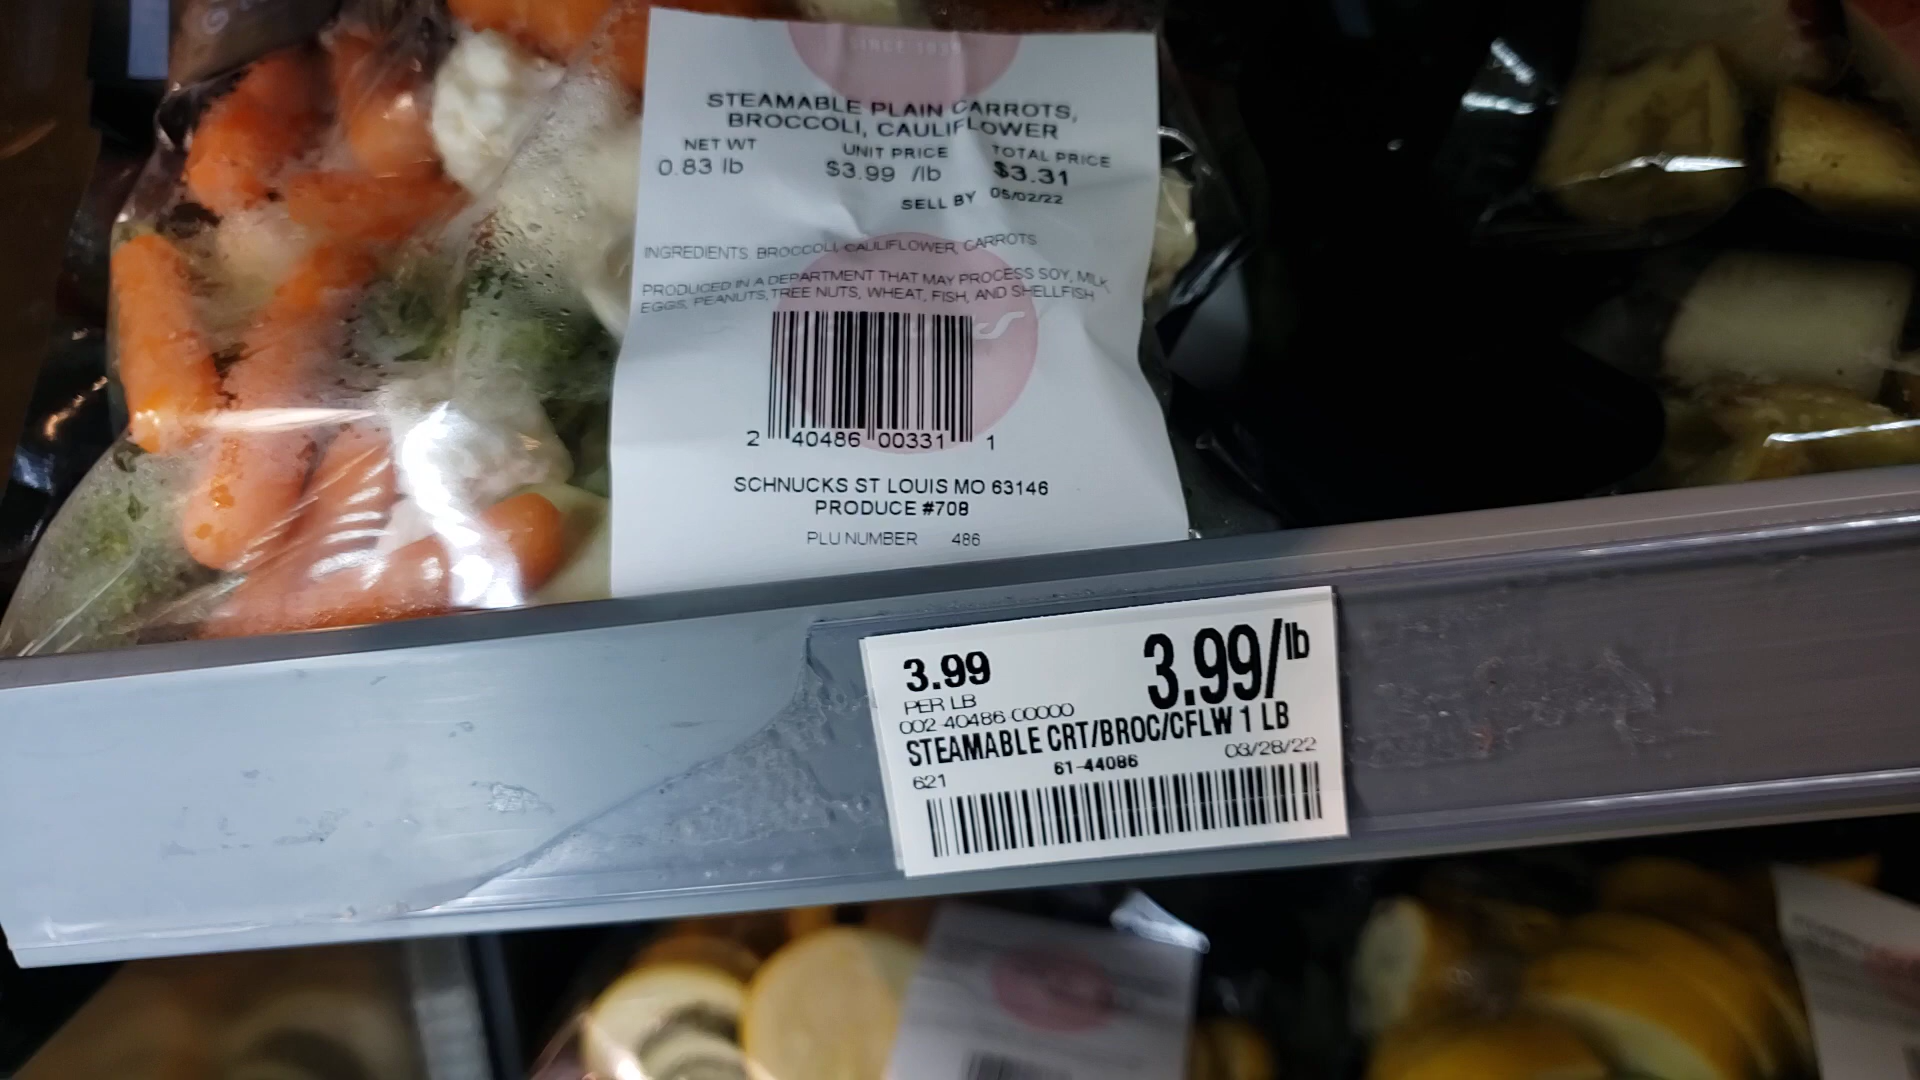 SINCE 1939
STEAMABLE PLAIN CARROTS,
BROCCOLI, CAULIFLOWER
NET WT UNIT PRICE TOTAL PRICE
0.83 lb $3.99 /lb $3.31
SELL BY 05/02/22
INGREDIENTS: BROCCOLI, CAULIFLOWER, CARROTS
PRODUCED IN A DEPARTMENT THAT MAY PROCESS SOY, MILK,
EGGS, PEANUTS, TREE NUTS, WHEAT, FISH, AND SHELLFISH
2 40486 00331 1
SCHNUCKS ST LOUIS MO 63146
PRODUCE #708
PLU NUMBER 486
3.99 3.99/lb
PER LB
002-40486-00000
STEAMABLE CRT/BROC/CFLW 1 LB
621 61-44086 03/28/22